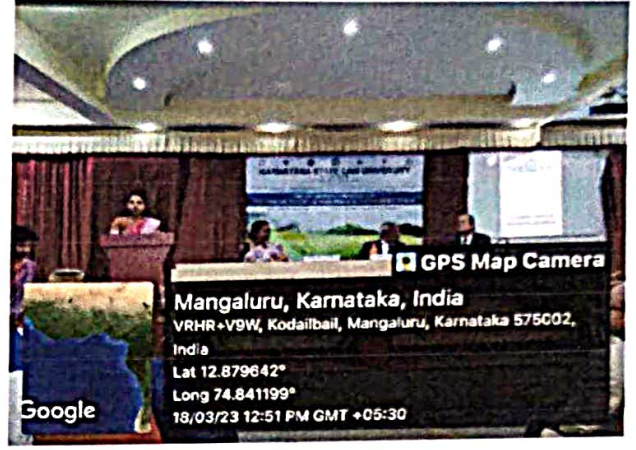 KARNATAKA STATE LAW UNIVERSITY
GPS Map Camera
Mangaluru, Karnataka, India
VRHR+V9W, Kodailbail, Mangaluru, Karnataka 575002,
India
Lat 12.879642°
Long 74.841199°
18/03/23 12:51 PM GMT +05:30
Google